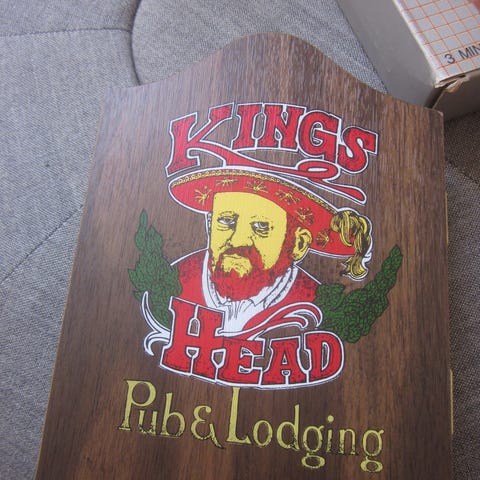 3 MIN
KINGS
HEAD
Pub & Lodging